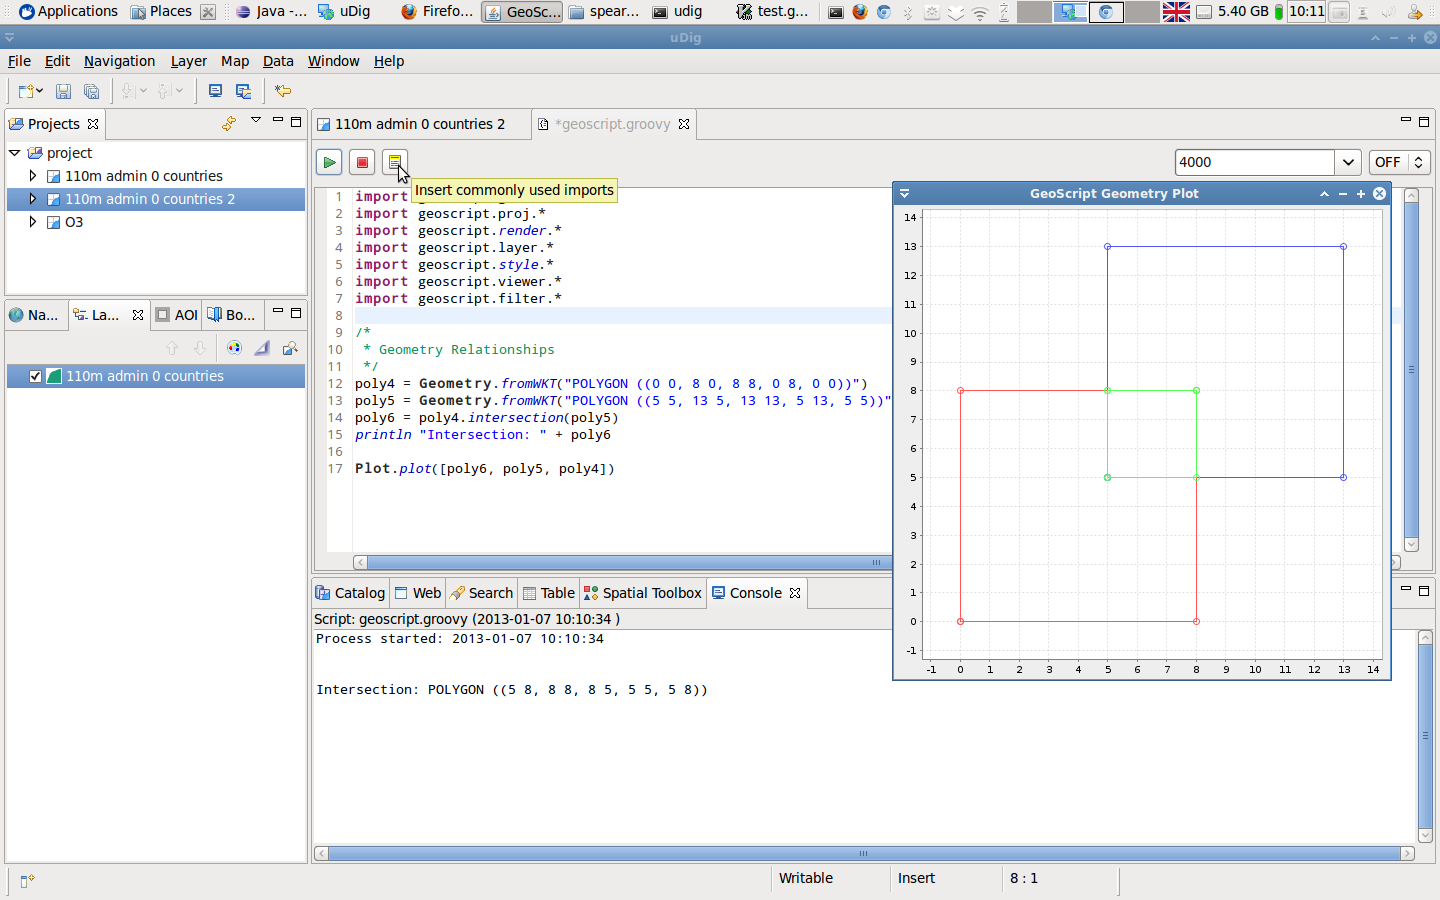 Applications Places Java -... uDig Firefo... GeoSc... spear... udig test.g... 5.40 GB 10:11
uDig
File Edit Navigation Layer Map Data Window Help
Projects
project
110m admin 0 countries
110m admin 0 countries 2
O3
Na... La... AOI Bo...
110m admin 0 countries
110m admin 0 countries 2 *geoscript.groovy
4000 OFF
Insert commonly used imports
1 import
2 import geoscript.proj.*
3 import geoscript.render.*
4 import geoscript.layer.*
5 import geoscript.style.*
6 import geoscript.viewer.*
7 import geoscript.filter.*
8
9 /*
10 * Geometry Relationships
11 */
12 poly4 = Geometry.fromWKT("POLYGON ((0 0, 8 0, 8 8, 0 8, 0 0))")
13 poly5 = Geometry.fromWKT("POLYGON ((5 5, 13 5, 13 13, 5 13, 5 5))"
14 poly6 = poly4.intersection(poly5)
15 println "Intersection: " + poly6
16
17 Plot.plot([poly6, poly5, poly4])
GeoScript Geometry Plot
14
13
12
11
10
9
8
7
6
5
4
3
2
1
0
-1
-1 0 1 2 3 4 5 6 7 8 9 10 11 12 13 14
Catalog Web Search Table Spatial Toolbox Console
Script: geoscript.groovy (2013-01-07 10:10:34 )
Process started: 2013-01-07 10:10:34
Intersection: POLYGON ((5 8, 8 8, 8 5, 5 5, 5 8))
Writable Insert 8 : 1